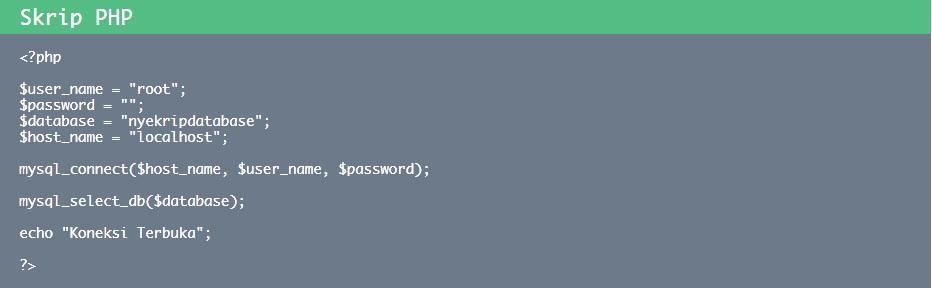 Skrip PHP
<?php
$user_name = "root";
$password = "";
$database = "nyekripdatabase";
$host_name = "localhost";
mysql_connect($host_name, $user_name, $password);
mysql_select_db($database);
echo "Koneksi Terbuka";
?>